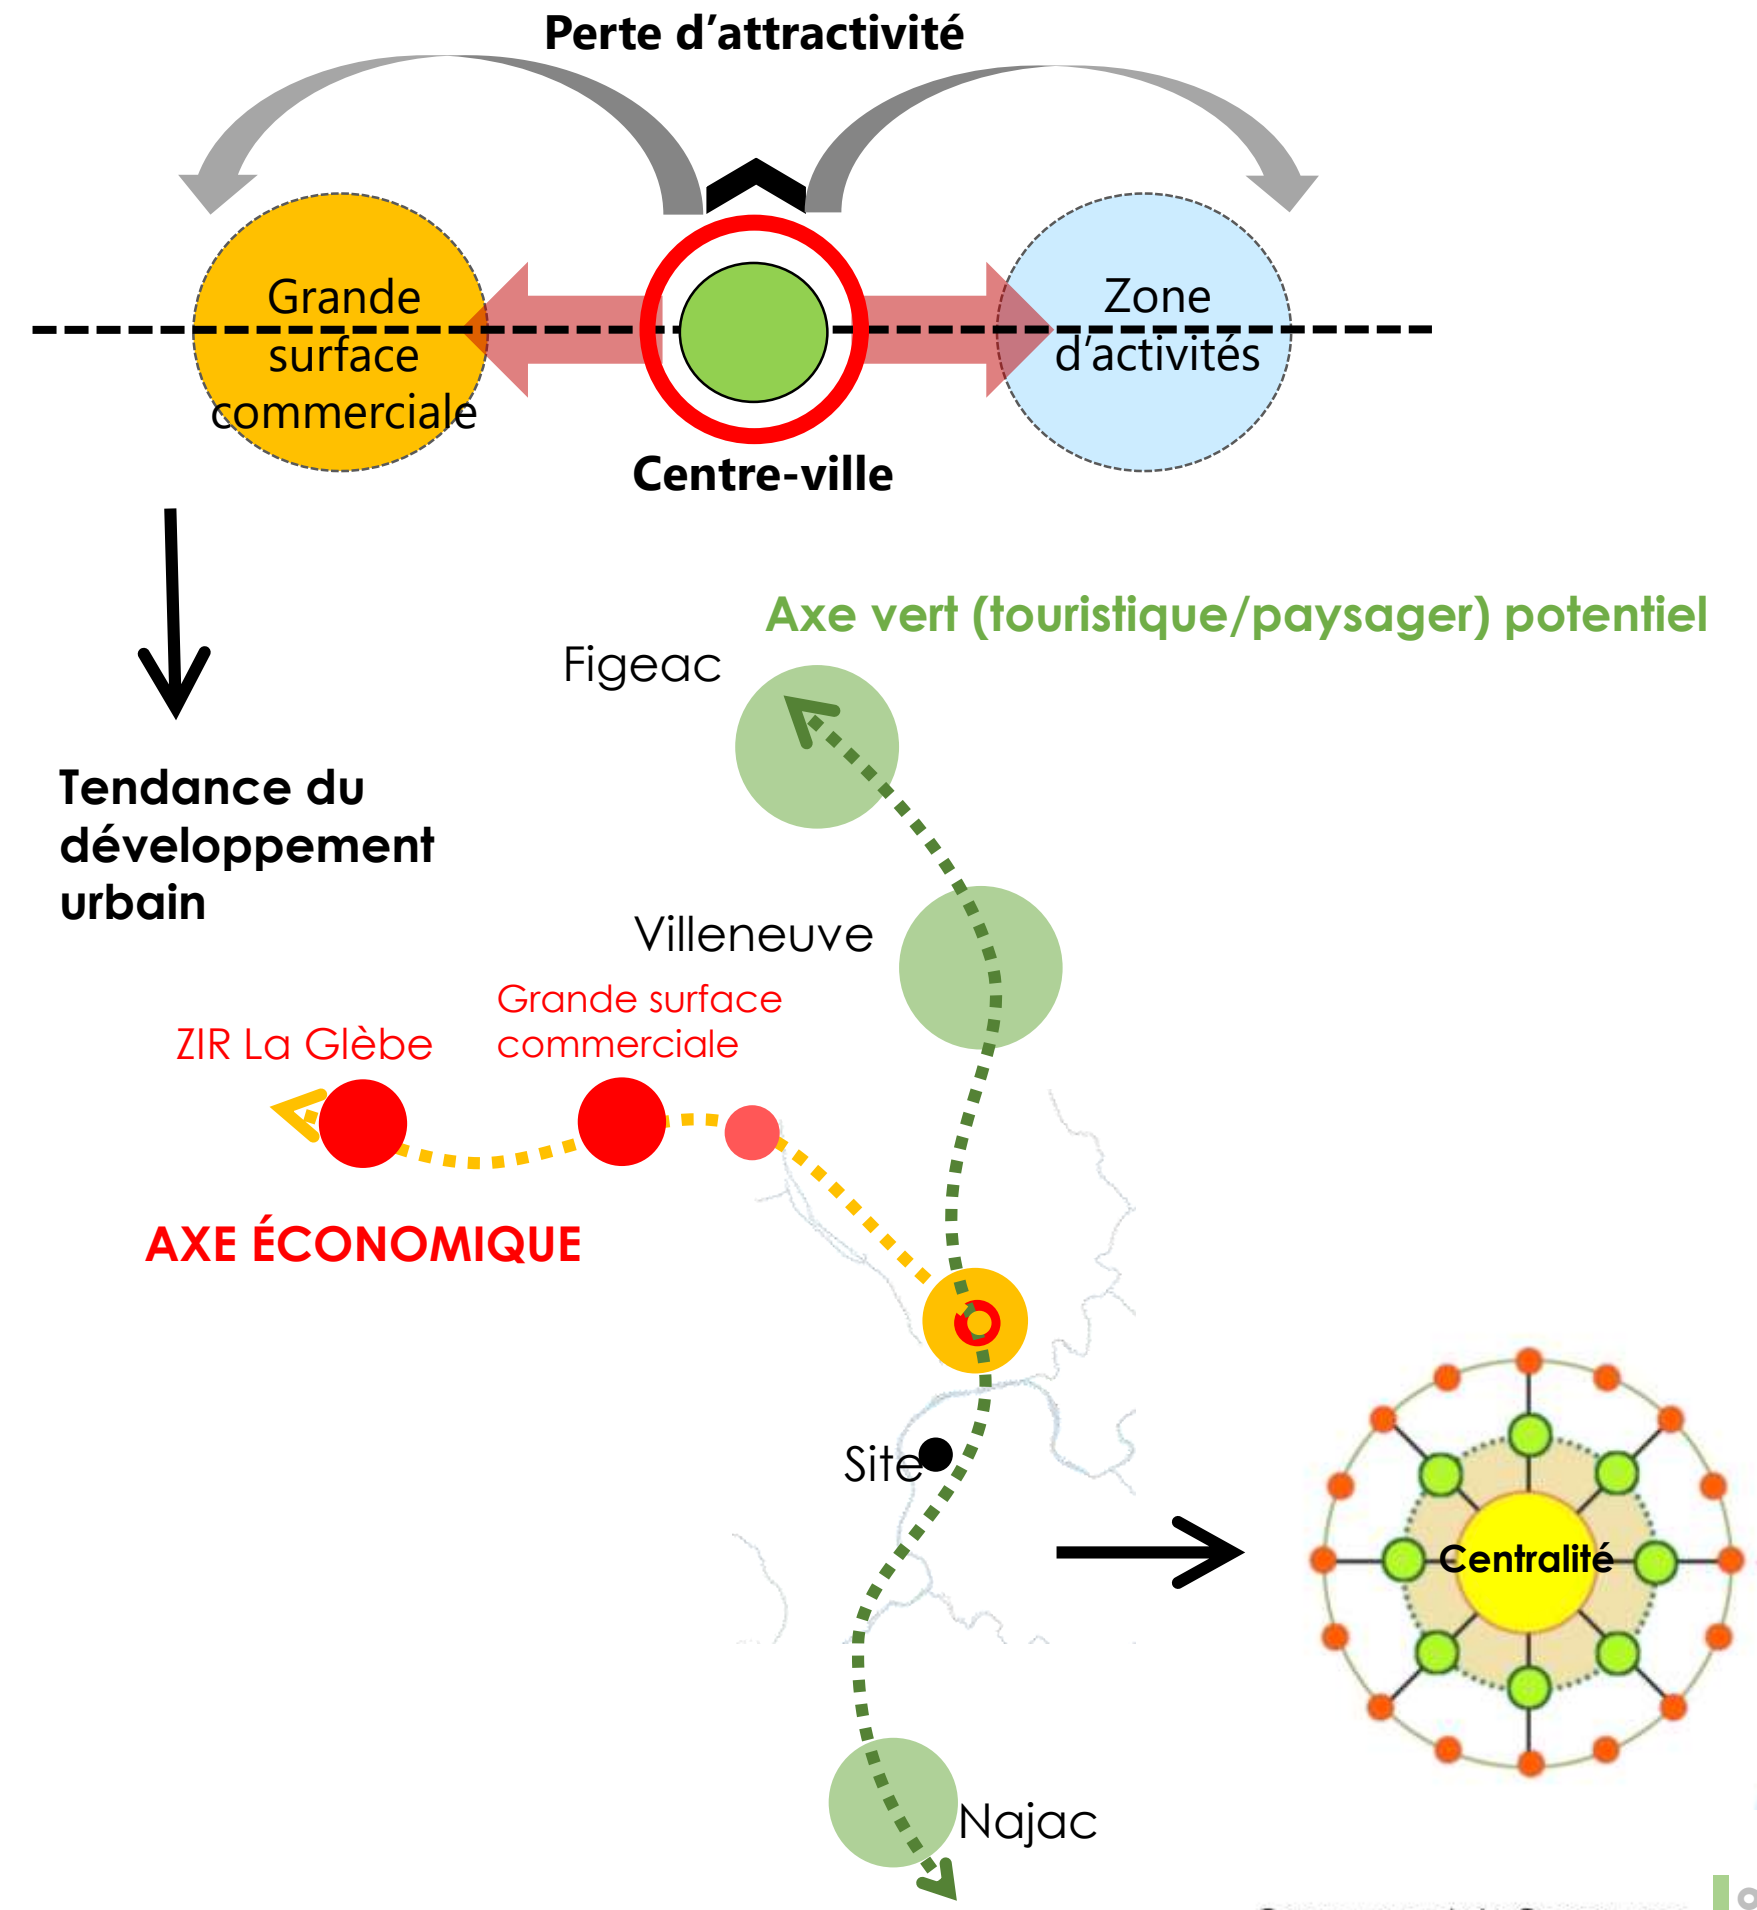 Perte d'attractivité
Grande
surface
commerciale
Zone
d'activités
Centre-ville
Axe vert (touristique/paysager) potentiel
Figeac
Tendance du
développement
urbain
Villeneuve
Grande surface
commerciale
ZIR La Glèbe
AXE ÉCONOMIQUE
Site
Centralité
Najac